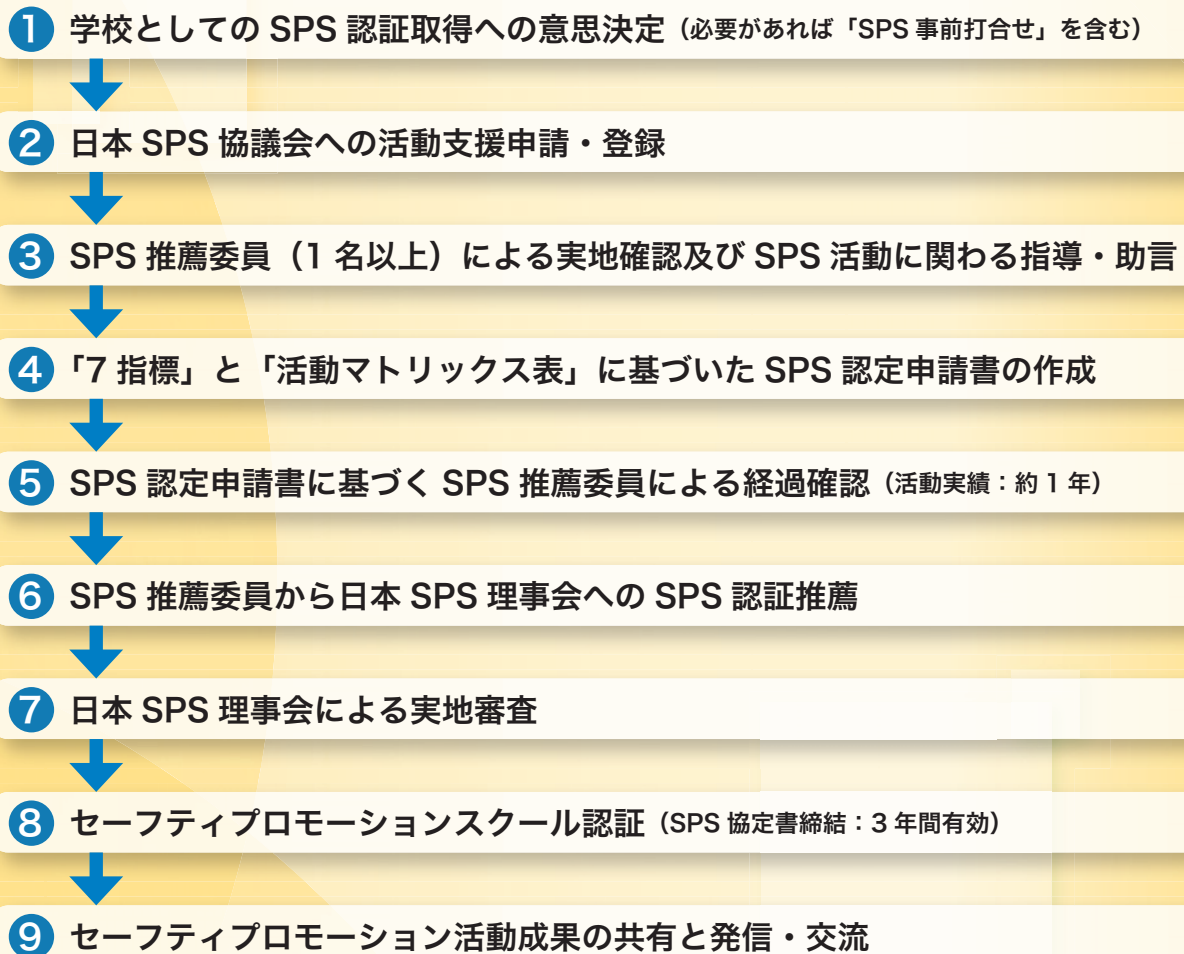 ❶ 学校としての SPS 認証取得への意思決定（必要があれば「SPS 事前打合せ」を含む）
❷ 日本 SPS 協議会への活動支援申請・登録
❸ SPS 推薦委員（1 名以上）による実地確認及び SPS 活動に関わる指導・助言
❹ 「7 指標」と「活動マトリックス表」に基づいた SPS 認定申請書の作成
❺ SPS 認定申請書に基づく SPS 推薦委員による経過確認（活動実績：約 1 年）
❻ SPS 推薦委員から日本 SPS 理事会への SPS 認証推薦
❼ 日本 SPS 理事会による実地審査
❽ セーフティプロモーションスクール認証（SPS 協定書締結：3 年間有効）
❾ セーフティプロモーション活動成果の共有と発信・交流